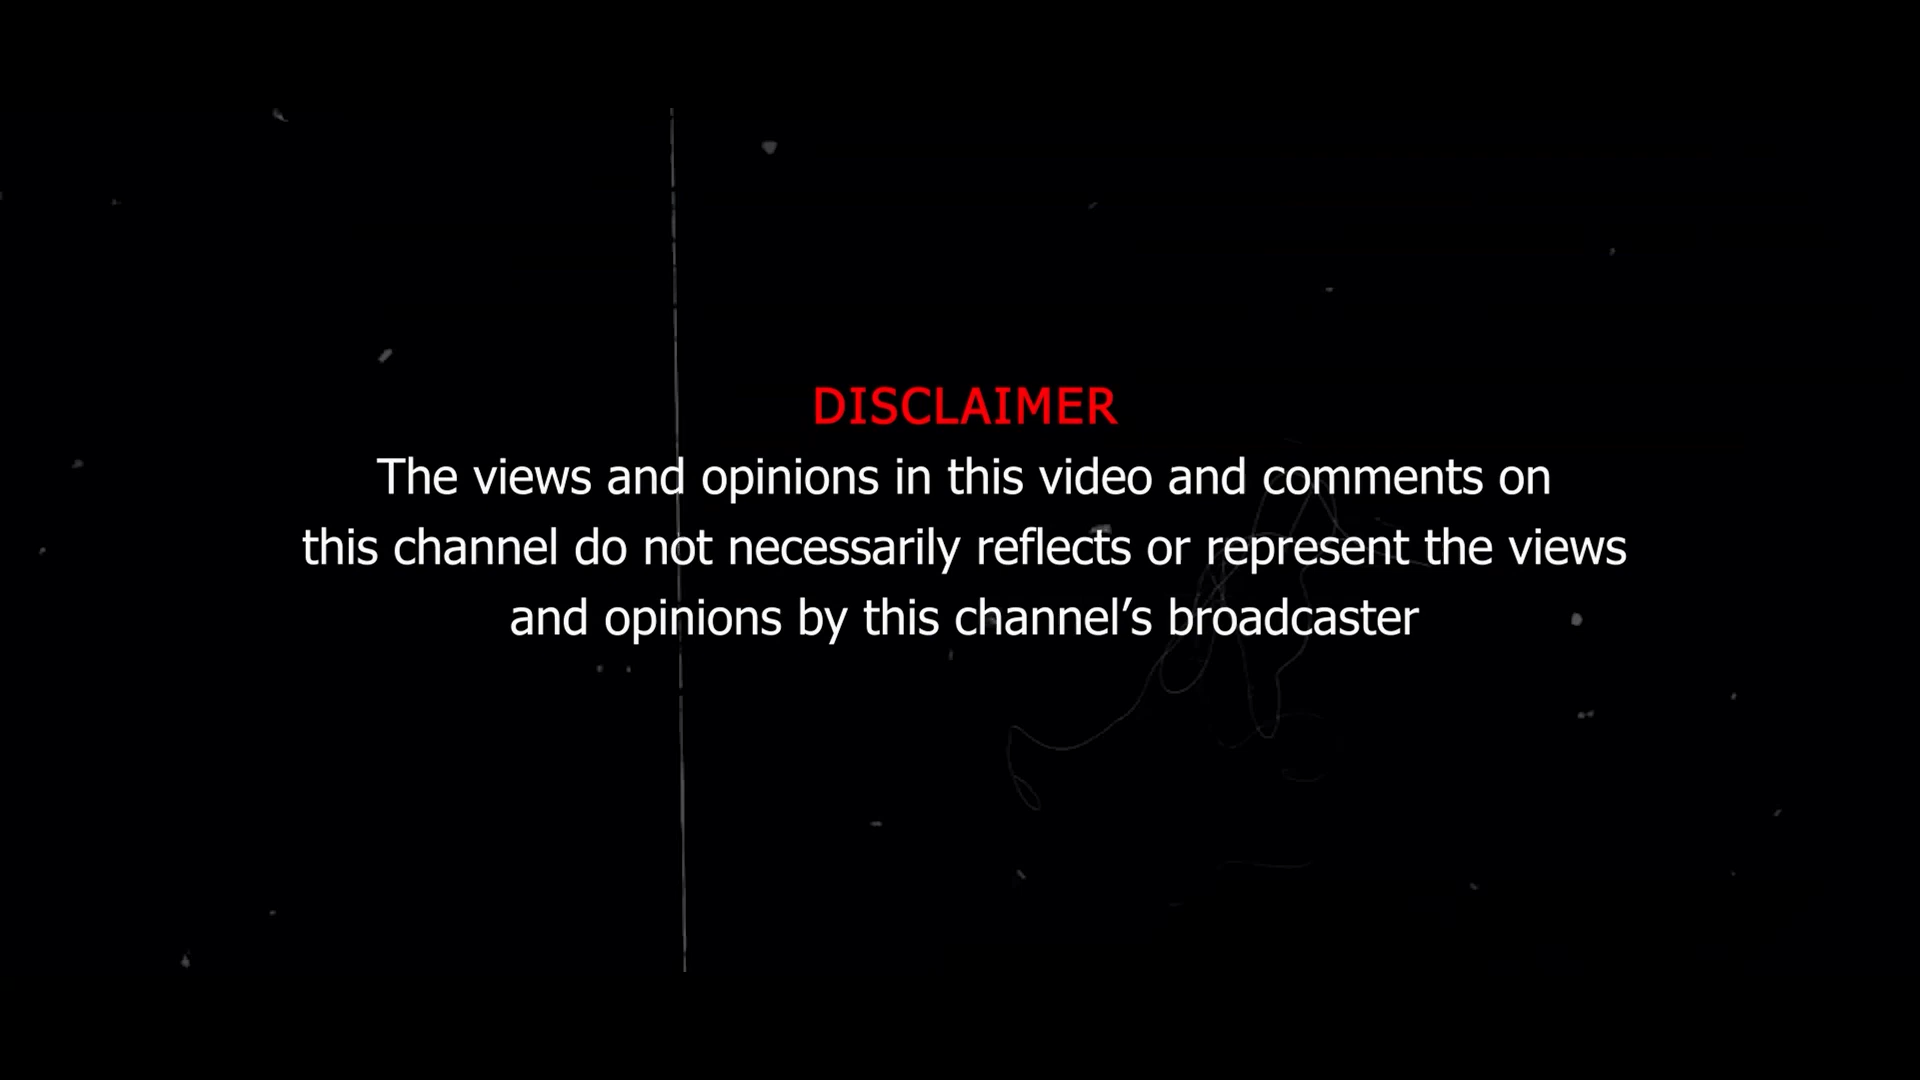 DISCLAIMER
The views and opinions in this video and comments on
this channel do not necessarily reflects or represent the views
and opinions by this channel’s broadcaster